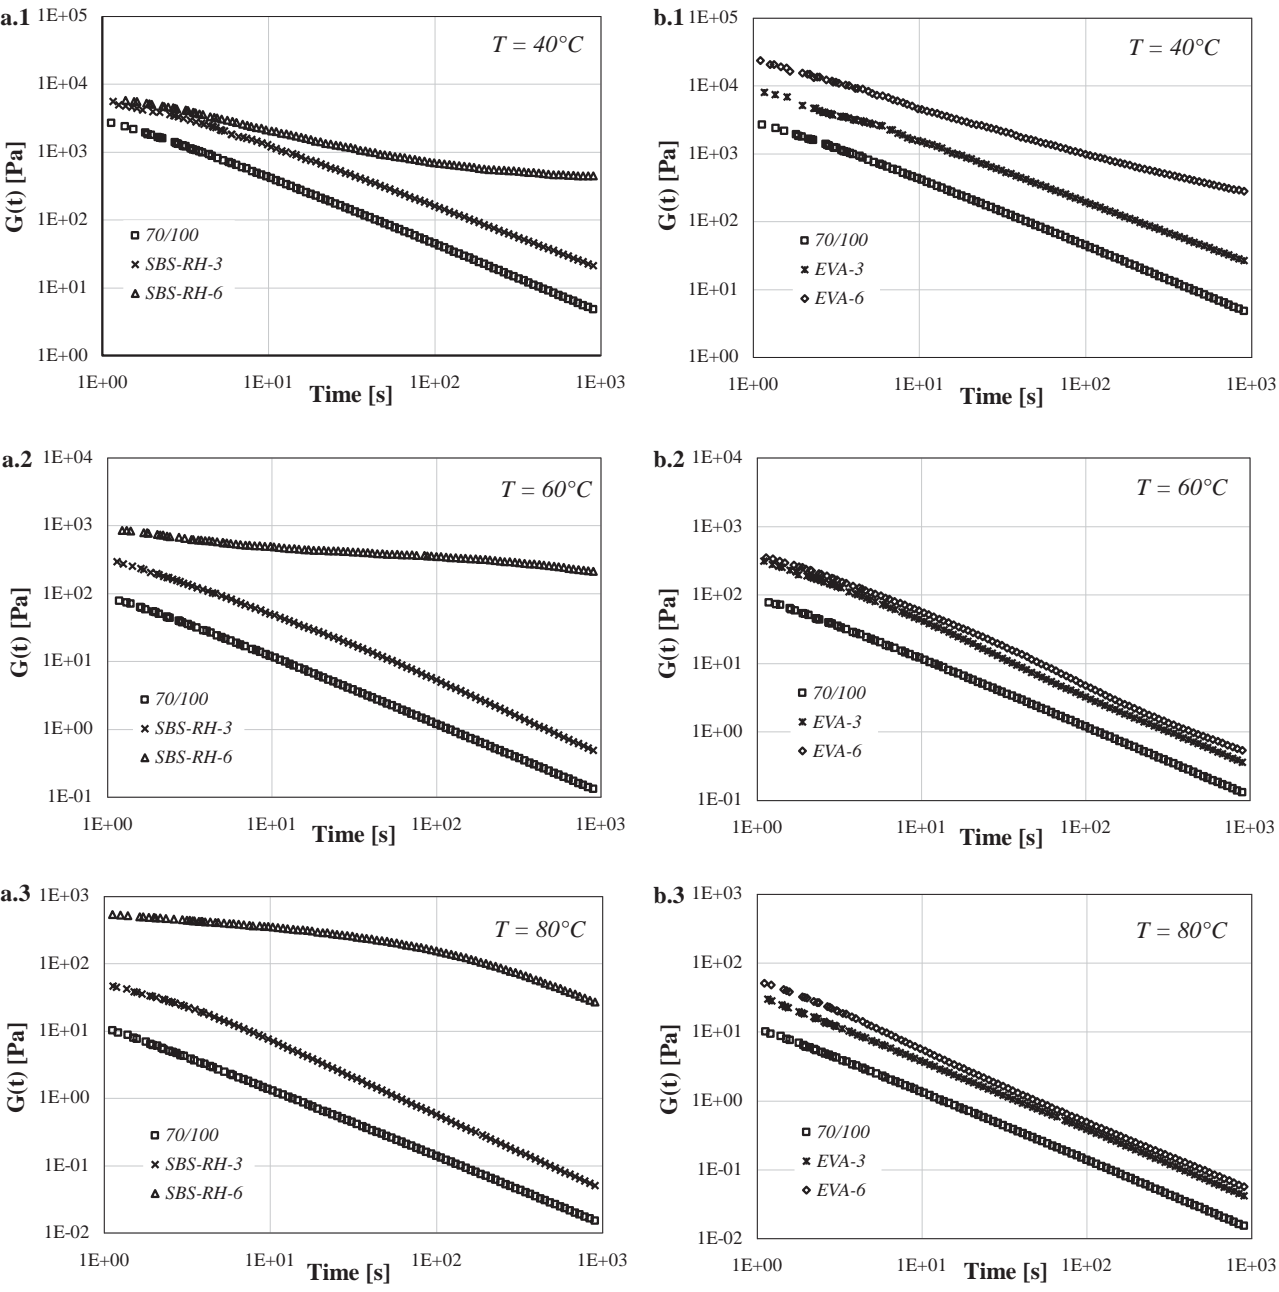 a.1
1E+05
1E+04
1E+03
1E+02
1E+01
1E+00
G(t) [Pa]
T = 40°C
70/100
SBS-RH-3
SBS-RH-6
1E+00 1E+01 1E+02 1E+03
Time [s]
b.1
1E+05
1E+04
1E+03
1E+02
1E+01
1E+00
G(t) [Pa]
T = 40°C
70/100
EVA-3
EVA-6
1E+00 1E+01 1E+02 1E+03
Time [s]
a.2
1E+04
1E+03
1E+02
1E+01
1E+00
1E-01
G(t) [Pa]
T = 60°C
70/100
SBS-RH-3
SBS-RH-6
1E+00 1E+01 1E+02 1E+03
Time [s]
b.2
1E+04
1E+03
1E+02
1E+01
1E+00
1E-01
G(t) [Pa]
T = 60°C
70/100
EVA-3
EVA-6
1E+00 1E+01 1E+02 1E+03
Time [s]
a.3
1E+03
1E+02
1E+01
1E+00
1E-01
1E-02
G(t) [Pa]
T = 80°C
70/100
SBS-RH-3
SBS-RH-6
1E+00 1E+01 1E+02 1E+03
Time [s]
b.3
1E+03
1E+02
1E+01
1E+00
1E-01
1E-02
G(t) [Pa]
T = 80°C
70/100
EVA-3
EVA-6
1E+00 1E+01 1E+02 1E+03
Time [s]